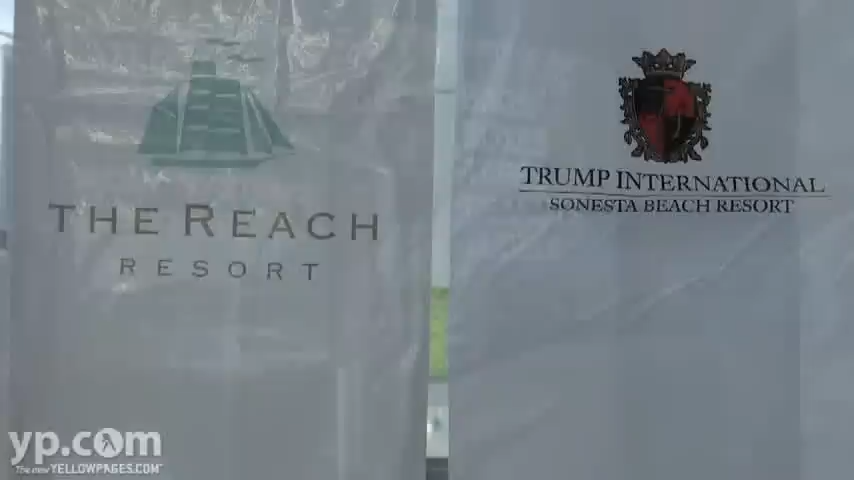 THE REACH
RESORT
TRUMP INTERNATIONAL
SONESTA BEACH RESORT
yp.com
The new YELLOWPAGES.COM